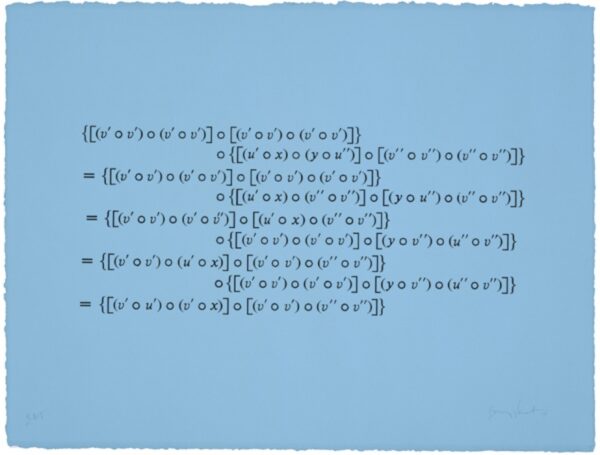 {[(v′ ∘ v′) ∘ (v′ ∘ v′)] ∘ [(v′ ∘ v′) ∘ (v′ ∘ v′)]}
∘ {[(u′ ∘ x) ∘ (y ∘ u″)] ∘ [(v″ ∘ v″) ∘ (v″ ∘ v″)]}
= {[(v′ ∘ v′) ∘ (v′ ∘ v′)] ∘ [(v′ ∘ v′) ∘ (v′ ∘ v′)]}
∘ {[(u′ ∘ x) ∘ (v″ ∘ v″)] ∘ [(y ∘ u″) ∘ (v″ ∘ v″)]}
= {[(v′ ∘ v′) ∘ (v′ ∘ v′)] ∘ [(u′ ∘ x) ∘ (v″ ∘ v″)]}
∘ {[(v′ ∘ v′) ∘ (v′ ∘ v′)] ∘ [(y ∘ v″) ∘ (u″ ∘ v″)]}
= {[(v′ ∘ v′) ∘ (u′ ∘ x)] ∘ [(v′ ∘ v′) ∘ (v″ ∘ v″)]}
∘ {[(v′ ∘ v′) ∘ (v′ ∘ v′)] ∘ [(y ∘ v″) ∘ (u″ ∘ v″)]}
= {[(v′ ∘ u′) ∘ (v′ ∘ x)] ∘ [(v′ ∘ v′) ∘ (v″ ∘ v″)]}